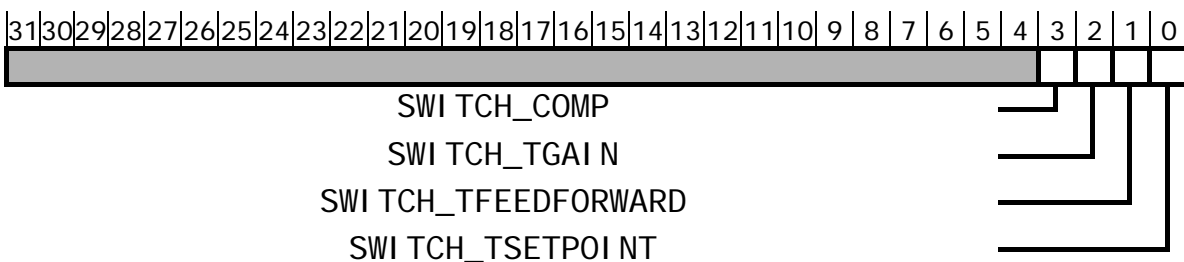 31 30 29 28 27 26 25 24 23 22 21 20 19 18 17 16 15 14 13 12 11 10 9 8 7 6 5 4 3 2 1 0
SWITCH_COMP
SWITCH_TGAIN
SWITCH_TFEEDFORWARD
SWITCH_TSETPOINT